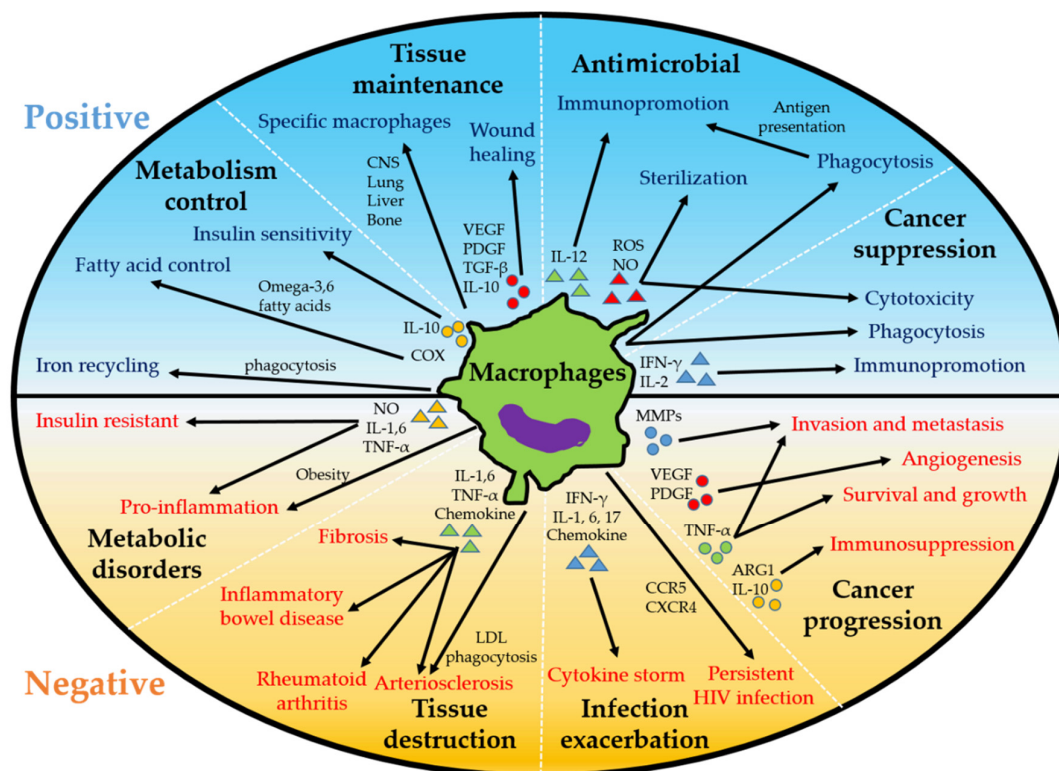 Positive
Tissue
maintenance
Specific macrophages
CNS
Lung
Liver
Bone
Wound
healing
VEGF
PDGF
TGF-β
IL-10
Antimicrobial
Immunopromotion
Antigen
presentation
Phagocytosis
Sterilization
IL-12
ROS
NO
Metabolism
control
Insulin sensitivity
Fatty acid control
Omega-3,6
fatty acids
IL-10
COX
Iron recycling
phagocytosis
Cancer
suppression
Cytotoxicity
Phagocytosis
Immunopromotion
IFN-γ
IL-2
Macrophages
Insulin resistant
NO
IL-1,6
TNF-α
Obesity
Pro-inflammation
Metabolic
disorders
IL-1,6
TNF-α
Chemokine
Fibrosis
Inflammatory
bowel disease
Rheumatoid
arthritis
Arteriosclerosis
LDL
phagocytosis
Tissue
destruction
IFN-γ
IL-1, 6, 17
Chemokine
Cytokine storm
CCR5
CXCR4
Persistent
HIV infection
Infection
exacerbation
MMPs
Invasion and metastasis
VEGF
PDGF
Angiogenesis
TNF-α
Survival and growth
ARG1
IL-10
Immunosuppression
Cancer
progression
Negative